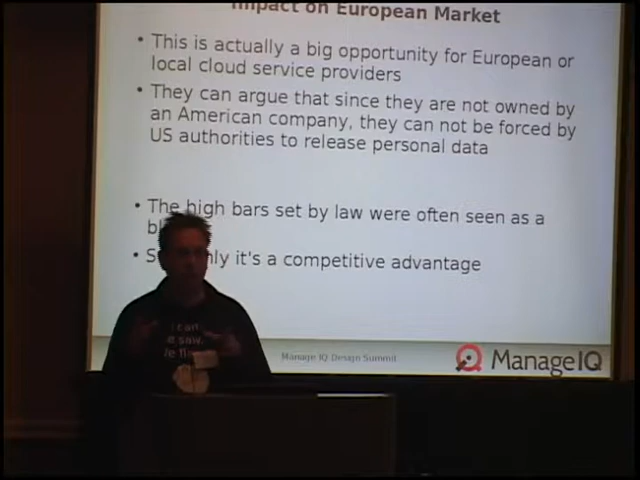 Impact on European Market
• This is actually a big opportunity for European or
local cloud service providers
• They can argue that since they are not owned by
an American company, they can not be forced by
US authorities to release personal data
• The high bars set by law were often seen as a
• it's a competitive advantage
Manage IQ Design Summit
ManageIQ